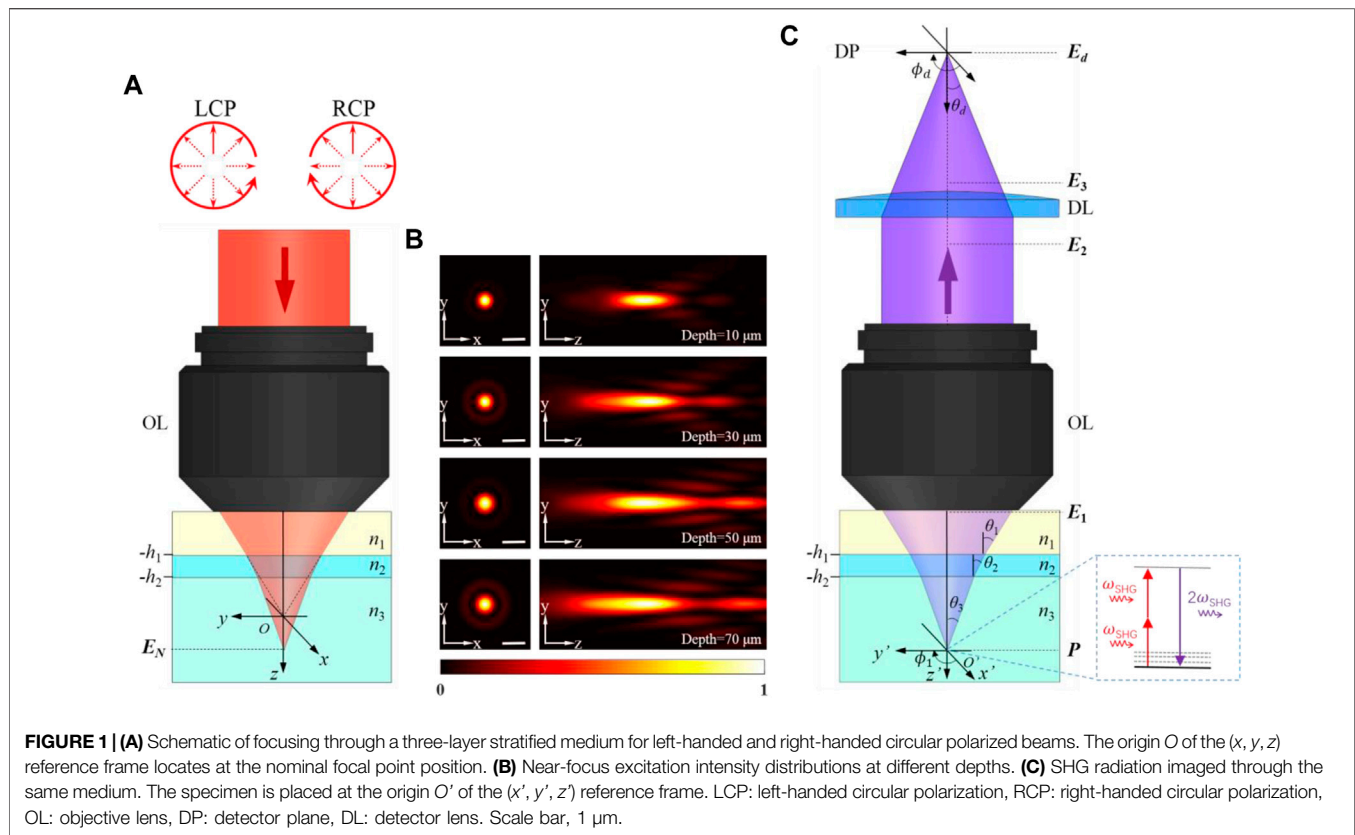 A
LCP
RCP
OL
-h1
-h2
n1
n2
n3
y
O
x
EN
z
B
y
x
y
z
Depth=10 μm
y
x
y
z
Depth=30 μm
y
x
y
z
Depth=50 μm
y
x
y
z
Depth=70 μm
0
1
C
DP
Ed
ϕd
θd
E3
DL
E2
OL
E1
θ1
n1
-h1
θ2
n2
-h2
θ3
n3
ωSHG
2ωSHG
ωSHG
y’
ϕ1
O’
P
z’
x’
FIGURE 1 | (A) Schematic of focusing through a three-layer stratified medium for left-handed and right-handed circular polarized beams. The origin O of the (x, y, z)
reference frame locates at the nominal focal point position. (B) Near-focus excitation intensity distributions at different depths. (C) SHG radiation imaged through the
same medium. The specimen is placed at the origin O’ of the (x’, y’, z’) reference frame. LCP: left-handed circular polarization, RCP: right-handed circular polarization,
OL: objective lens, DP: detector plane, DL: detector lens. Scale bar, 1 μm.